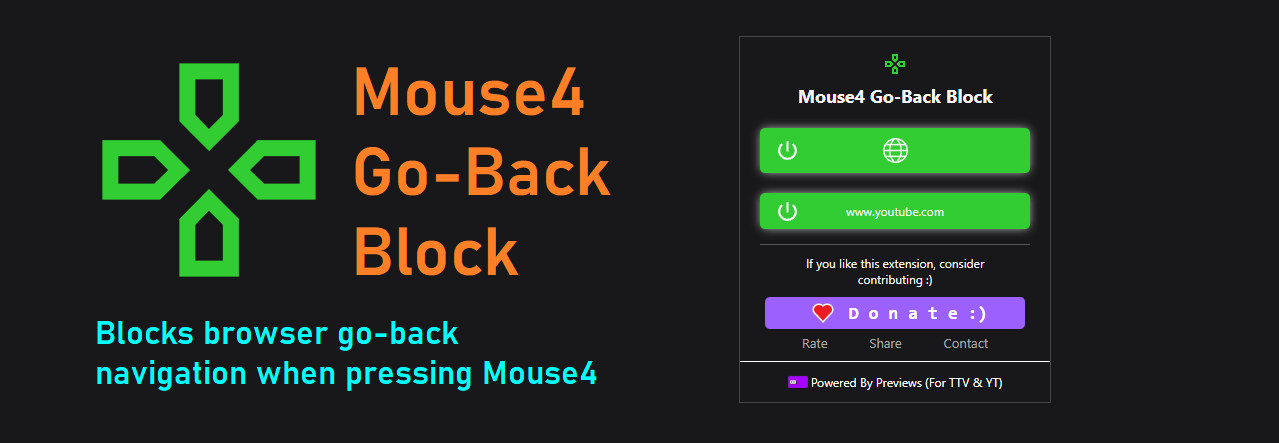 Mouse4
Go-Back
Block
Blocks browser go-back
navigation when pressing Mouse4
Mouse4 Go-Back Block
www.youtube.com
If you like this extension, consider
contributing :)
D o n a t e :)
Rate Share Contact
Powered By Previews (For TTV & YT)